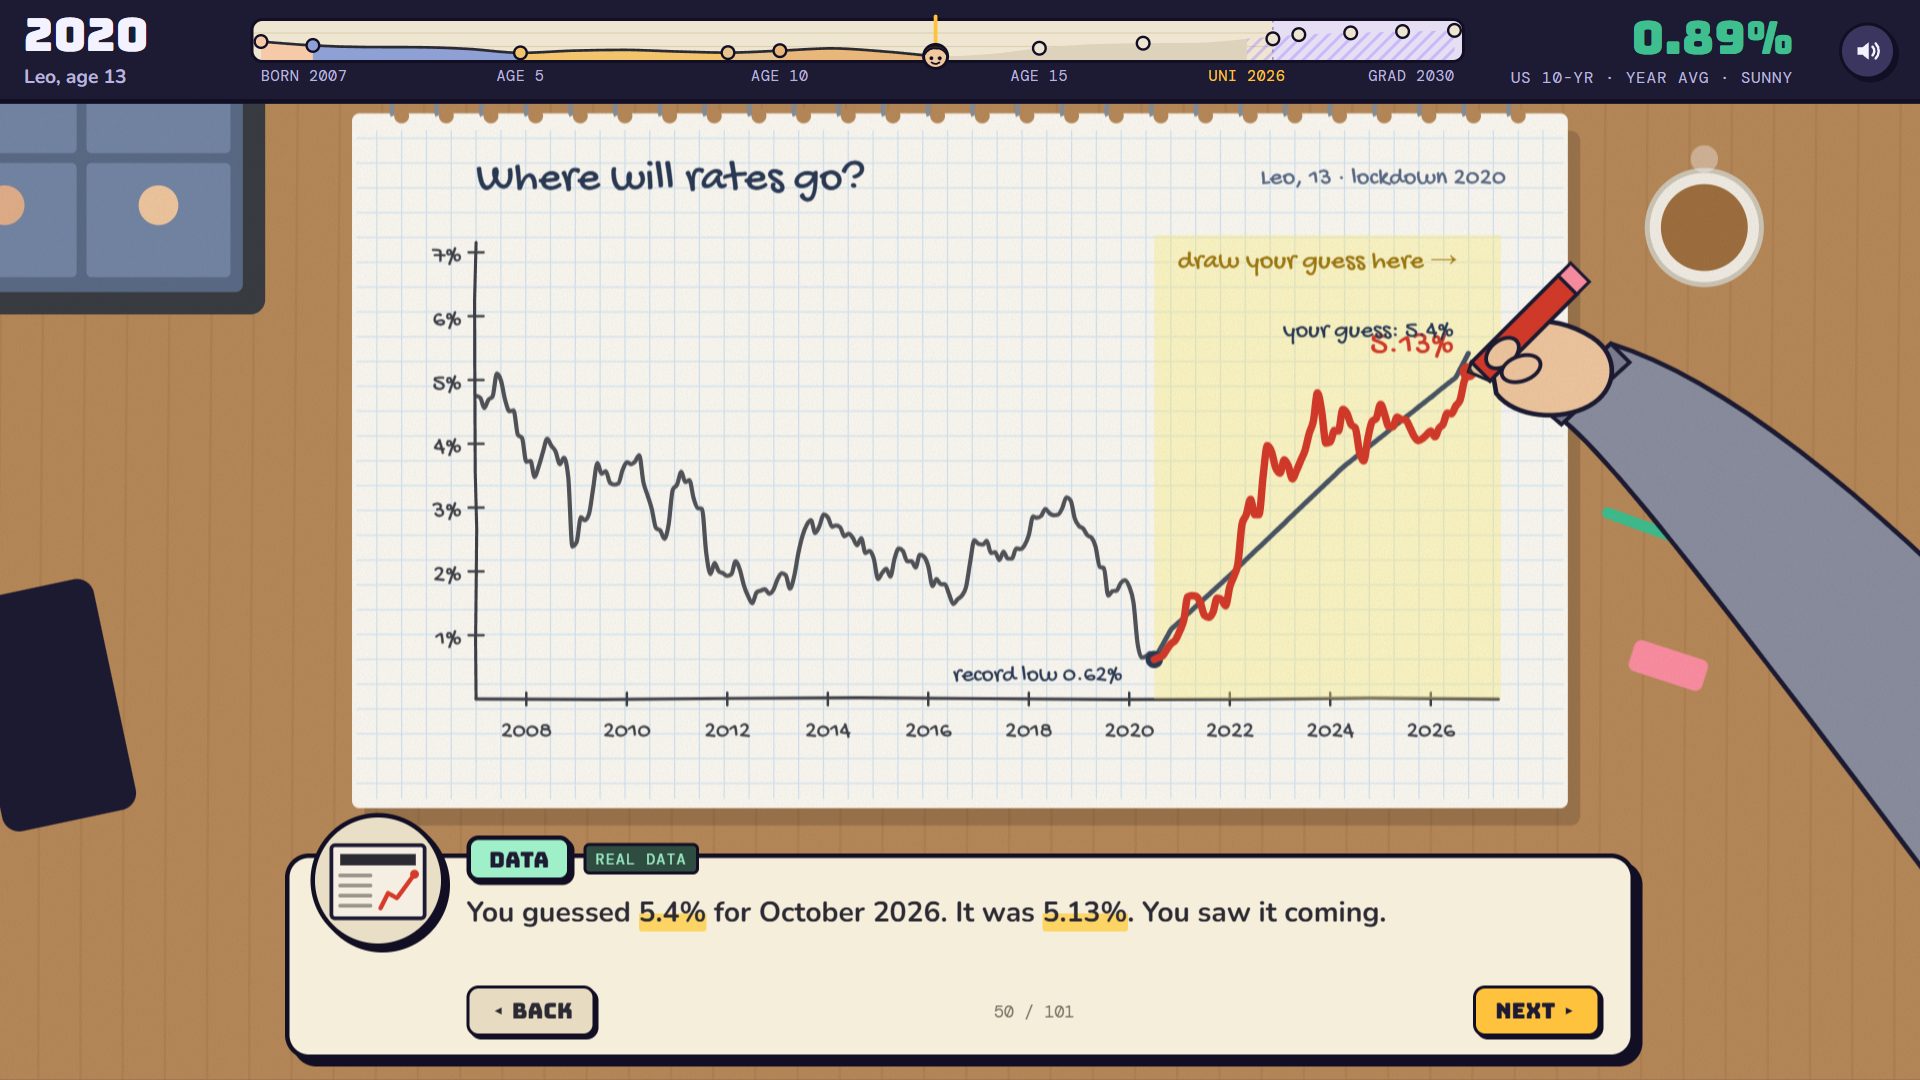 2020
Leo, age 13
BORN 2007
AGE 5
AGE 10
AGE 15
UNI 2026
GRAD 2030
0.89%
US 10-YR · YEAR AVG · SUNNY
Where will rates go?
Leo, 13 · lockdown 2020
draw your guess here →
your guess: 5.4%
5.13%
7%
6%
5%
4%
3%
2%
1%
record low 0.62%
2008
2010
2012
2014
2016
2018
2020
2022
2024
2026
DATA
REAL DATA
You guessed 5.4% for October 2026. It was 5.13%. You saw it coming.
◂ BACK
50 / 101
NEXT ▸